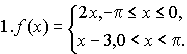 1. f(x) = { 2x, -π ≤ x ≤ 0,
x - 3, 0 < x < π.